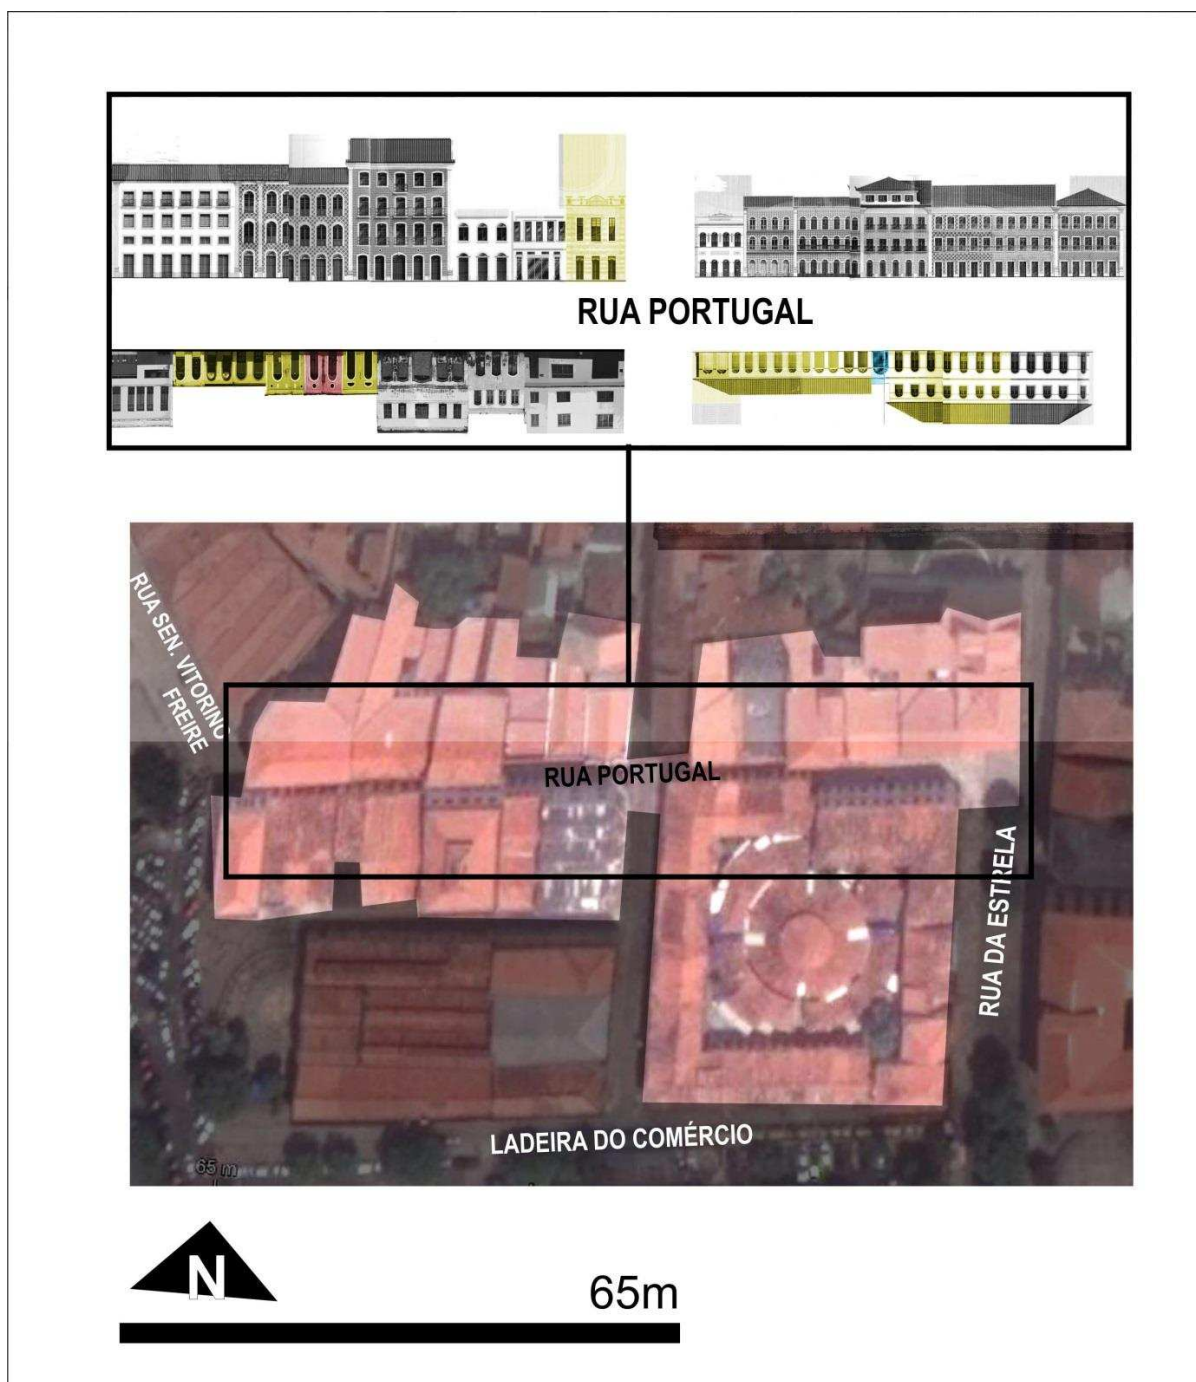 RUA PORTUGAL
RUA SEN. VITORINO
FREIRE
RUA PORTUGAL
RUA DA ESTRELA
LADEIRA DO COMÉRCIO
65 m
N
65m